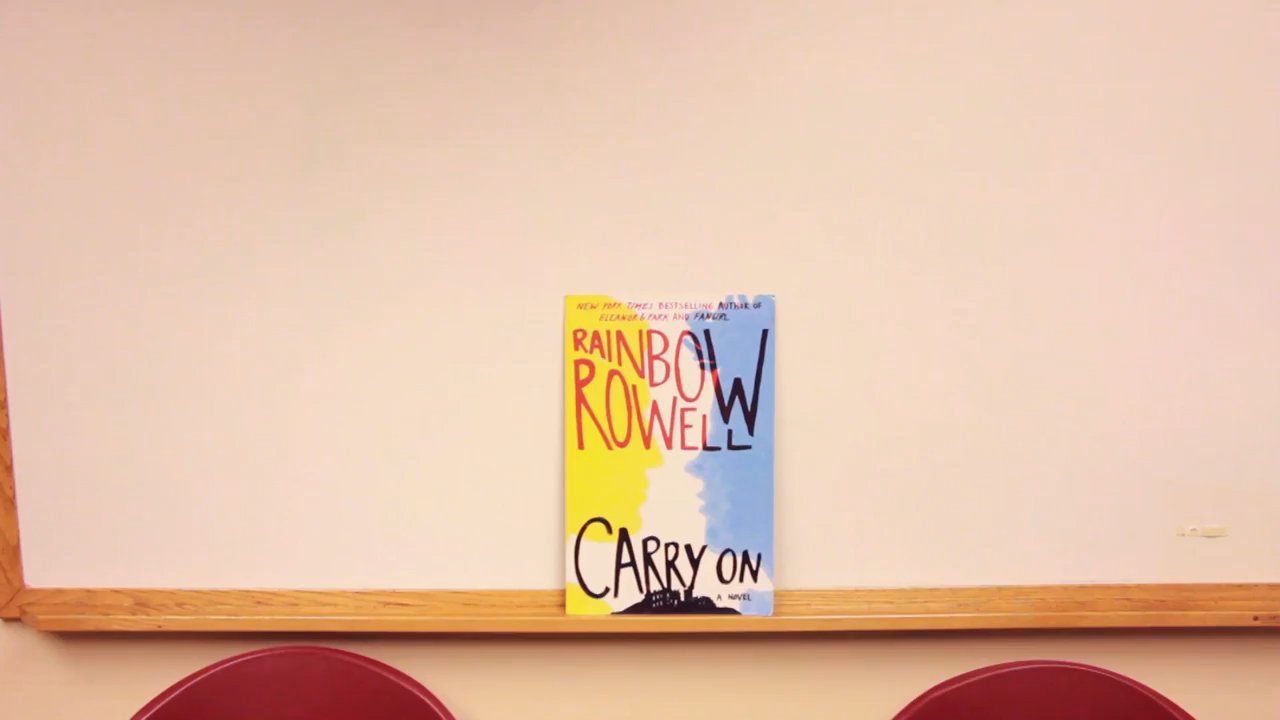 NEW YORK TIMES BESTSELLING AUTHOR OF
ELEANOR & PARK AND FANGIRL
RAINBOW
ROWELL
CARRY ON
A NOVEL